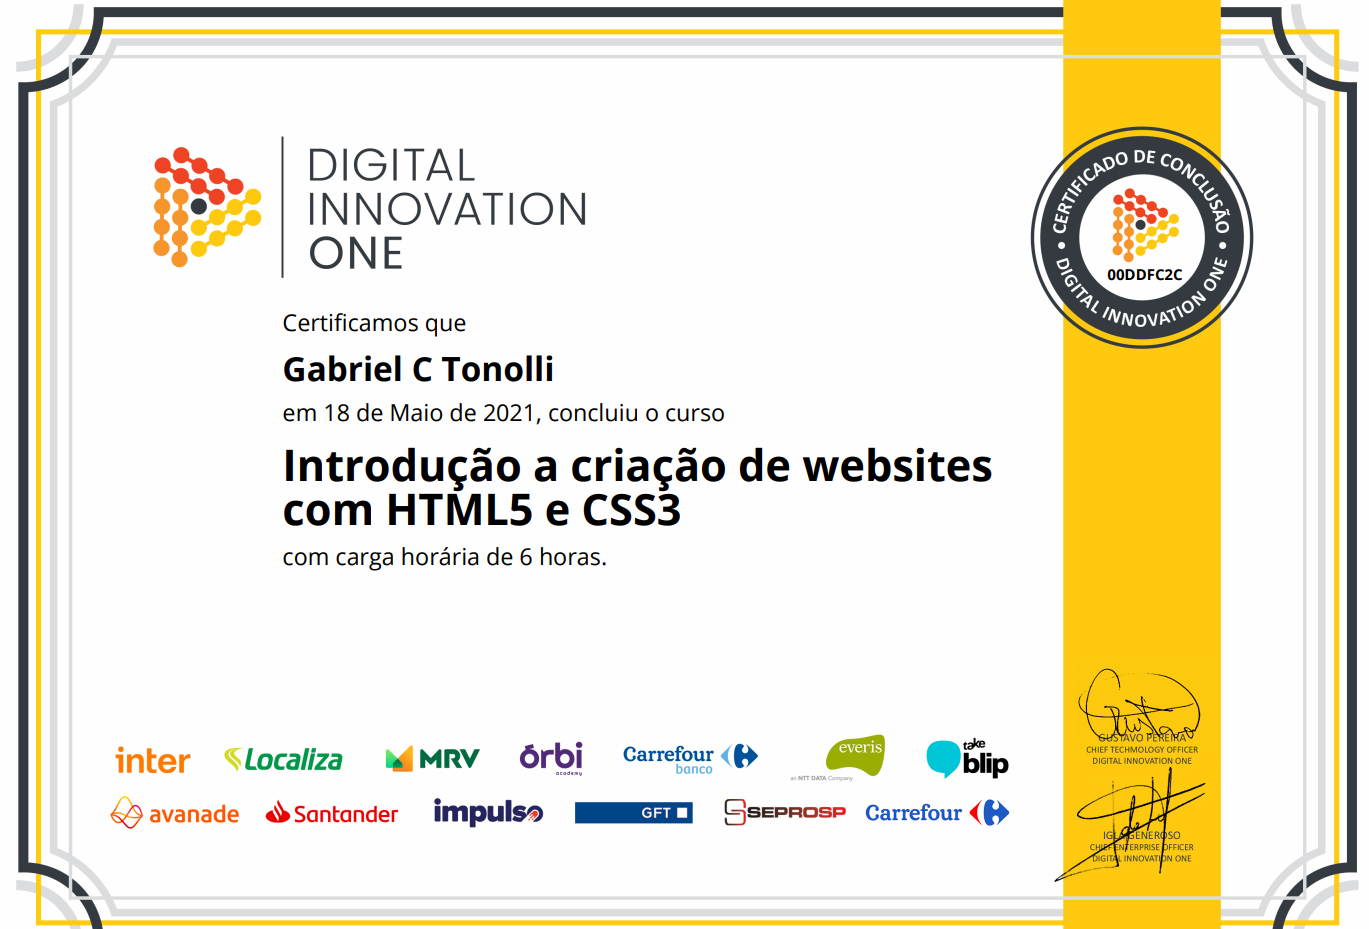 DIGITAL
INNOVATION
ONE
CERTIFICADO DE CONCLUSÃO
00DDFC2C
DIGITAL INNOVATION ONE
Certificamos que
Gabriel C Tonolli
em 18 de Maio de 2021, concluiu o curso
Introdução a criação de websites
com HTML5 e CSS3
com carga horária de 6 horas.
Gustavo
GUSTAVO PEREIRA
CHIEF TECHNOLOGY OFFICER
DIGITAL INNOVATION ONE
inter
Localiza
MRV
órbi
academy
Carrefour
banco
everis
an NTT DATA Company
take
blip
avanade
Santander
impulso
GFT
SEPROSP
Carrefour
IGLA GENEROSO
CHIEF ENTERPRISE OFFICER
DIGITAL INNOVATION ONE